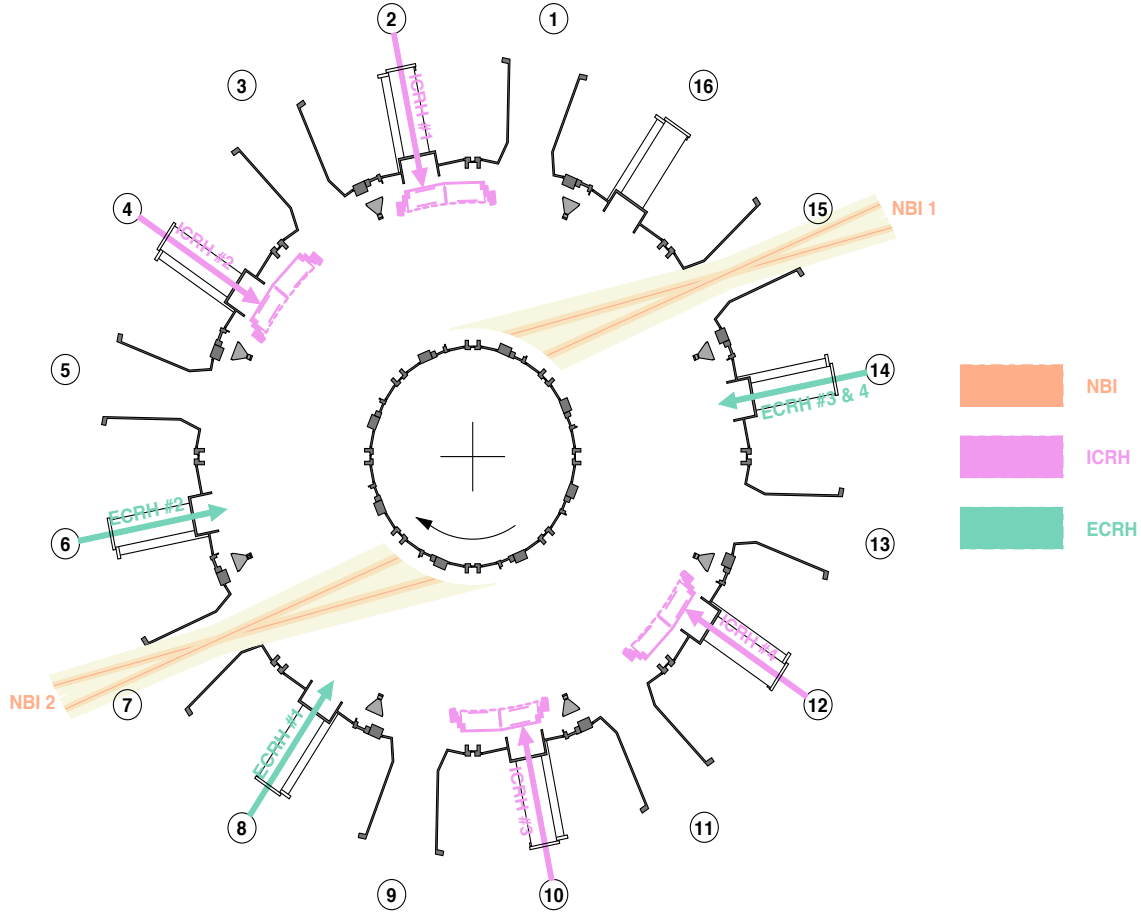 2
1
3
16
ICRH #1
4
15
NBI 1
ICRH #2
5
14
ECRH #3 & 4
NBI
ICRH
ECRH #2
ECRH
6
13
ICRH #4
NBI 2
7
12
ECRH #1
ICRH #3
8
11
9
10